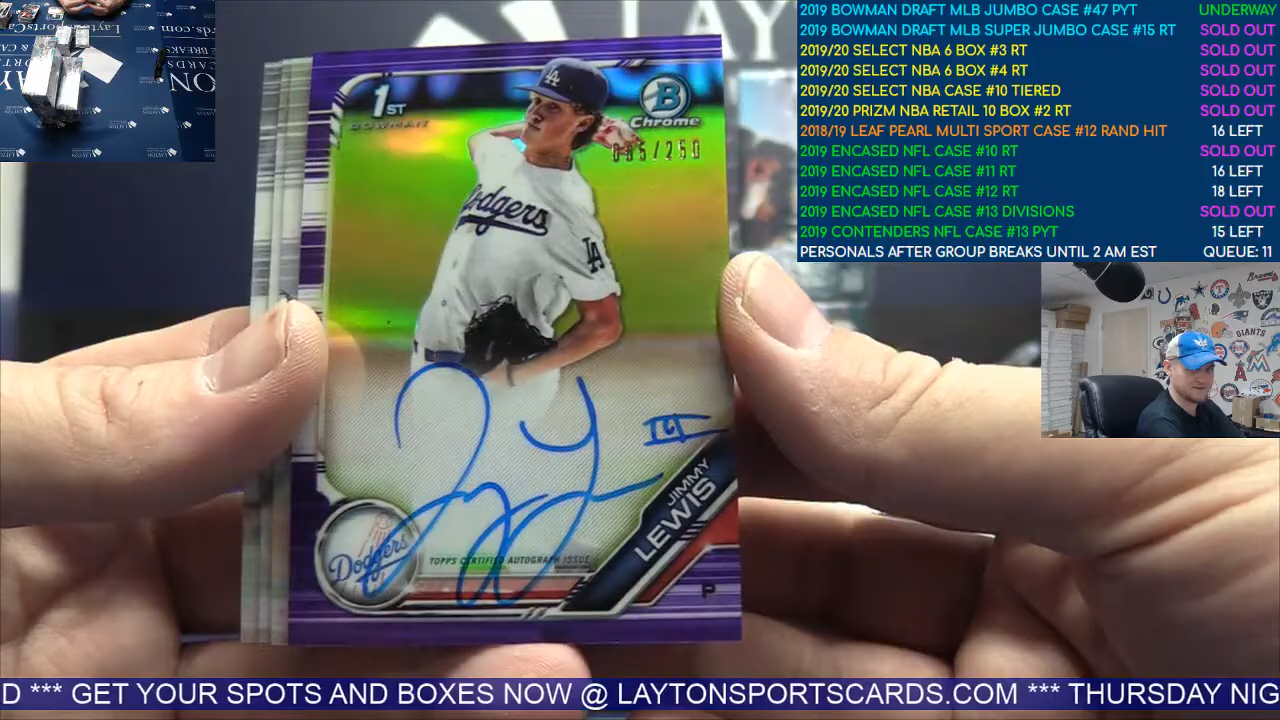 2019 BOWMAN DRAFT MLB JUMBO CASE #47 PYT UNDERWAY
2019 BOWMAN DRAFT MLB SUPER JUMBO CASE #15 RT SOLD OUT
2019/20 SELECT NBA 6 BOX #3 RT SOLD OUT
2019/20 SELECT NBA 6 BOX #4 RT SOLD OUT
2019/20 SELECT NBA CASE #10 TIERED SOLD OUT
2019/20 PRIZM NBA RETAIL 10 BOX #2 RT SOLD OUT
2018/19 LEAF PEARL MULTI SPORT CASE #12 RAND HIT 16 LEFT
2019 ENCASED NFL CASE #10 RT SOLD OUT
2019 ENCASED NFL CASE #11 RT 16 LEFT
2019 ENCASED NFL CASE #12 RT 18 LEFT
2019 ENCASED NFL CASE #13 DIVISIONS SOLD OUT
2019 CONTENDERS NFL CASE #13 PYT 15 LEFT
PERSONALS AFTER GROUP BREAKS UNTIL 2 AM EST QUEUE: 11
LAY
1ST
BOWMAN
B
Chrome
/250
LA
Dodgers
LA
JIMMY
LEWIS
Dodgers
TOPPS CERTIFIED AUTOGRAPH ISSUE
P
Braves
GIANTS
D *** GET YOUR SPOTS AND BOXES NOW @ LAYTONSPORTSCARDS.COM *** THURSDAY NIG